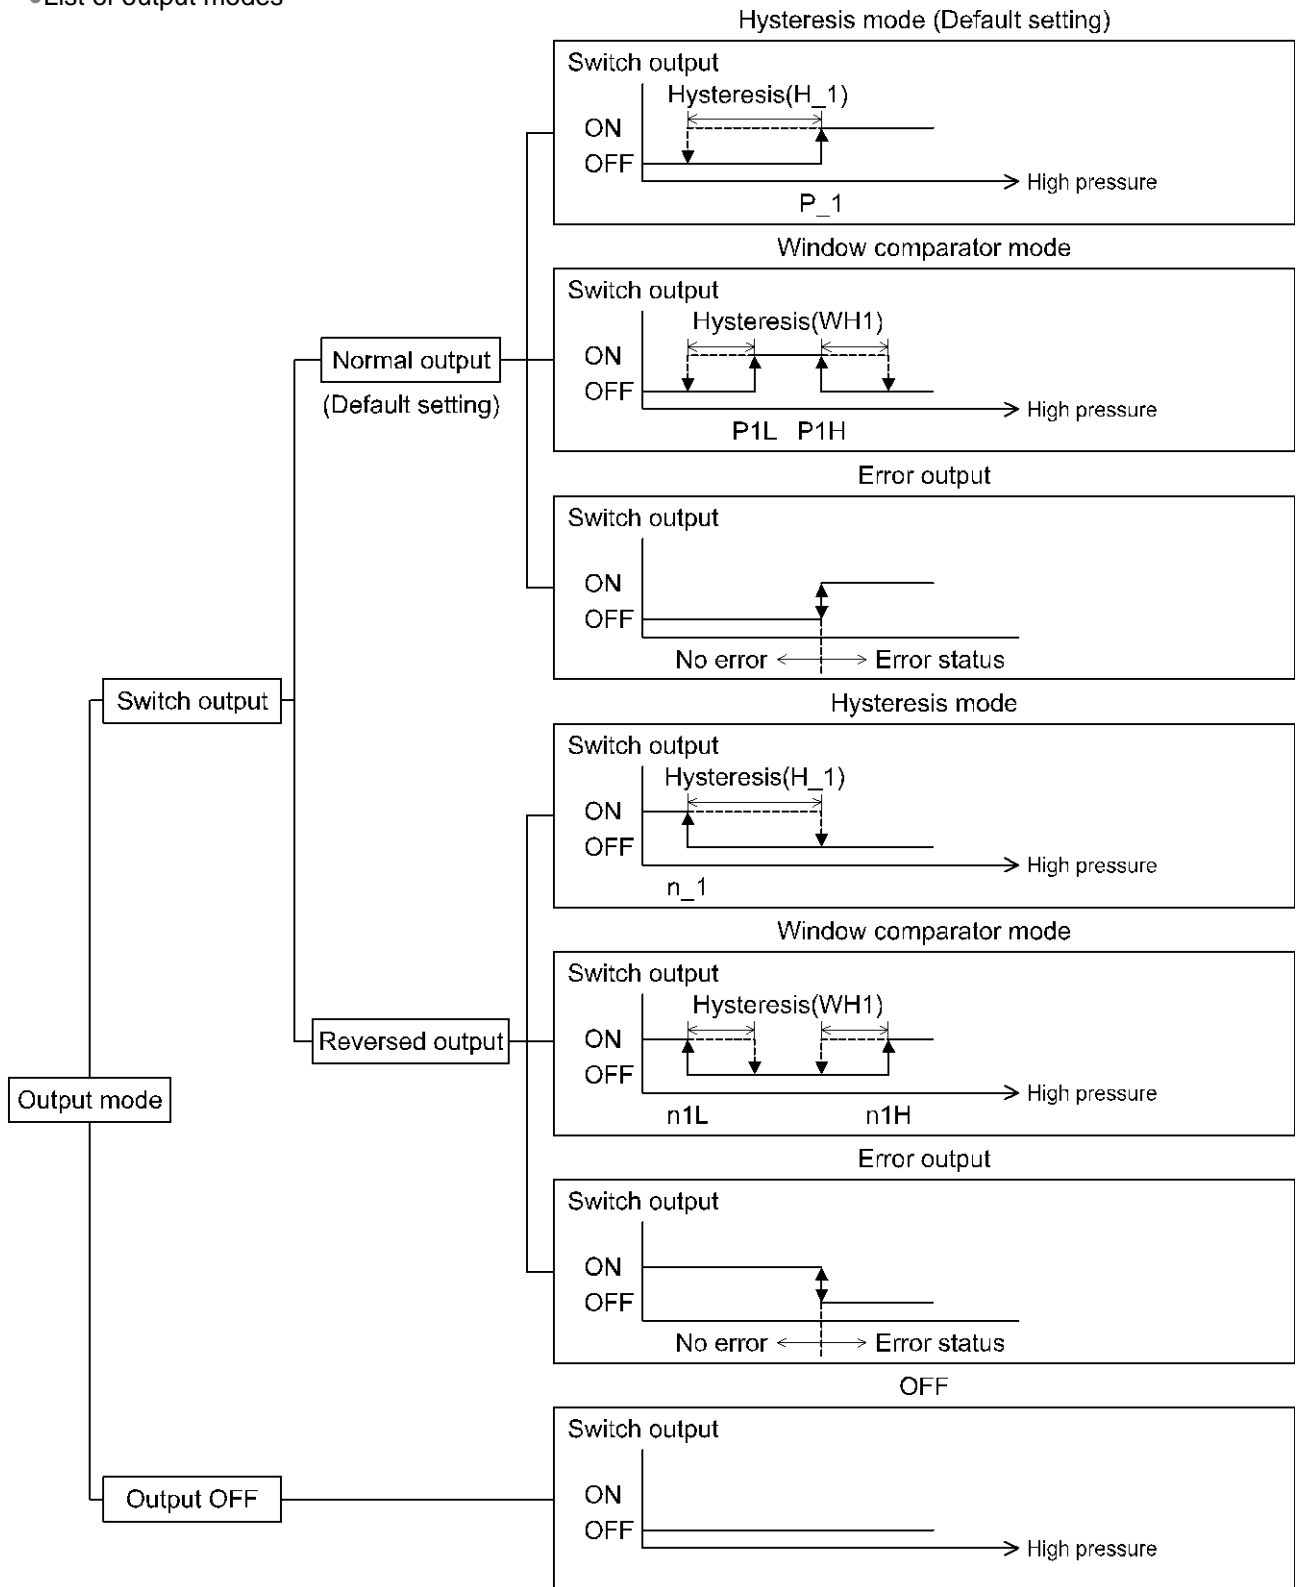 ●List of output modes
Hysteresis mode (Default setting)
Switch output
Hysteresis(H_1)
ON
OFF
High pressure
P_1
Window comparator mode
Switch output
Hysteresis(WH1)
ON
OFF
High pressure
P1L P1H
Normal output
(Default setting)
Error output
Switch output
ON
OFF
No error
Error status
Switch output
Hysteresis mode
Switch output
Hysteresis(H_1)
ON
OFF
High pressure
n_1
Window comparator mode
Switch output
Hysteresis(WH1)
ON
OFF
High pressure
n1L n1H
Reversed output
Output mode
Error output
Switch output
ON
OFF
No error
Error status
OFF
Switch output
ON
OFF
High pressure
Output OFF